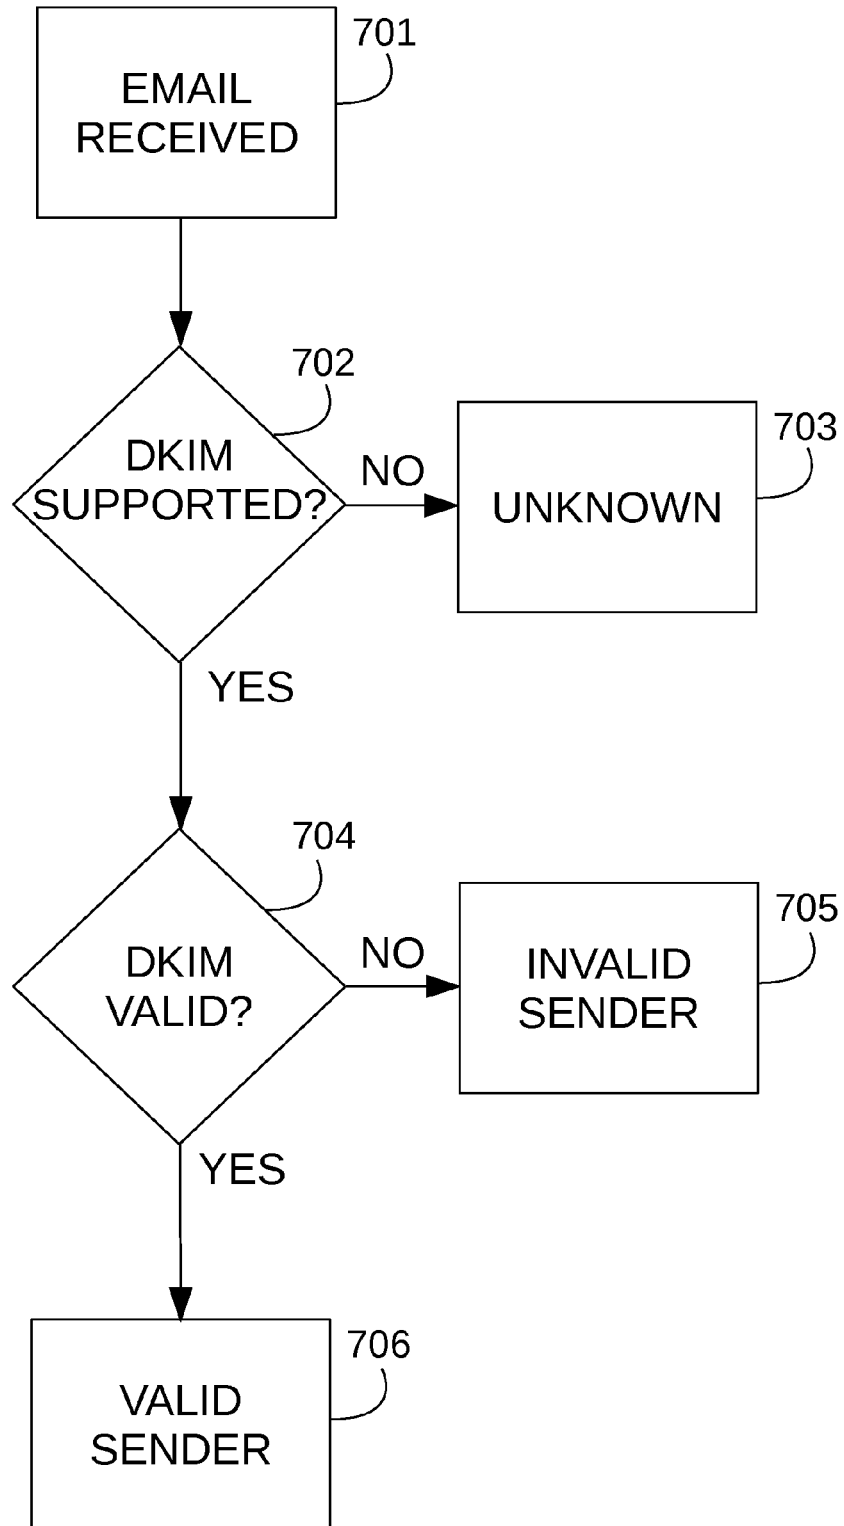 701
EMAIL
RECEIVED
702
DKIM
SUPPORTED?
NO
703
UNKNOWN
YES
704
DKIM
VALID?
NO
705
INVALID
SENDER
YES
706
VALID
SENDER